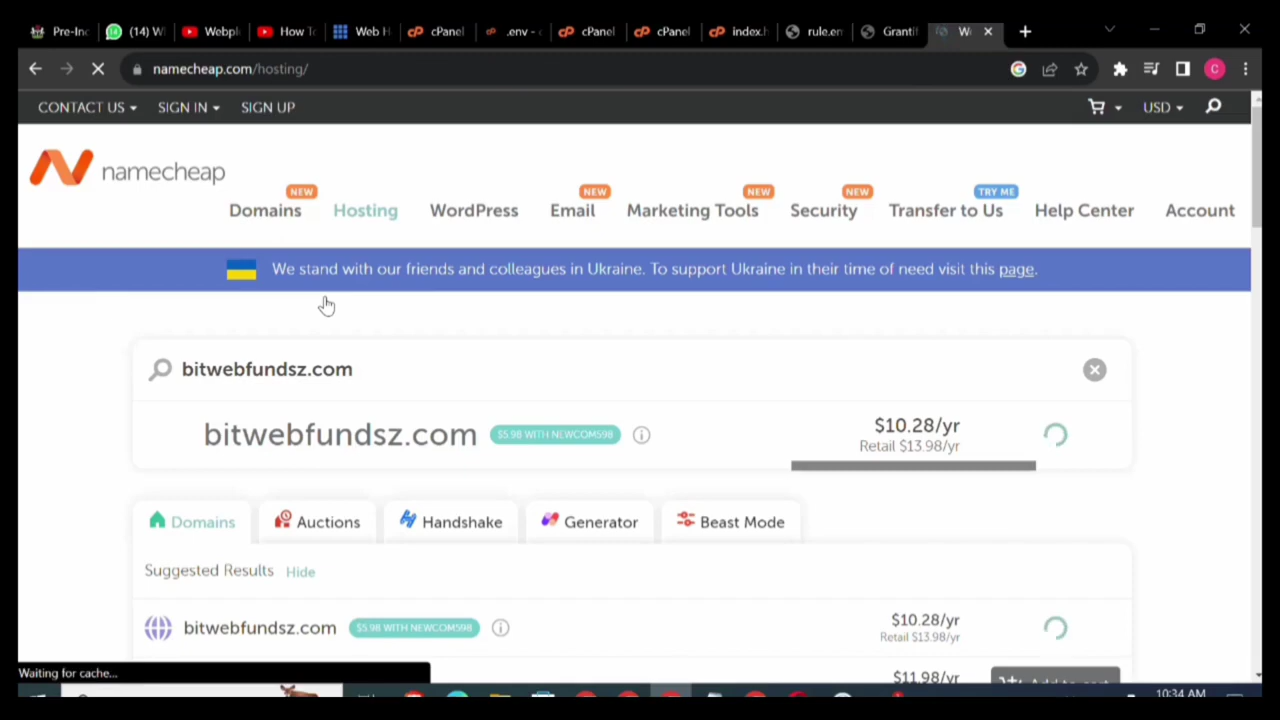 Pre-Inc
(14) W
Webpl
How To
Web H
cPanel
.env - c
cPanel
cPanel
index.h
rule.en
Grantif
W
namecheap.com/hosting/
CONTACT US SIGN IN SIGN UP USD
namecheap
NEW NEW NEW NEW TRY ME
Domains Hosting WordPress Email Marketing Tools Security Transfer to Us Help Center Account
We stand with our friends and colleagues in Ukraine. To support Ukraine in their time of need visit this page.
bitwebfundsz.com
bitwebfundsz.com $5.98 WITH NEWCOM598 $10.28/yr
Retail $13.98/yr
Domains Auctions Handshake Generator Beast Mode
Suggested Results Hide
bitwebfundsz.com $5.98 WITH NEWCOM598 $10.28/yr
Retail $13.98/yr
$11.98/yr Add to cart
Waiting for cache...
10:34 AM